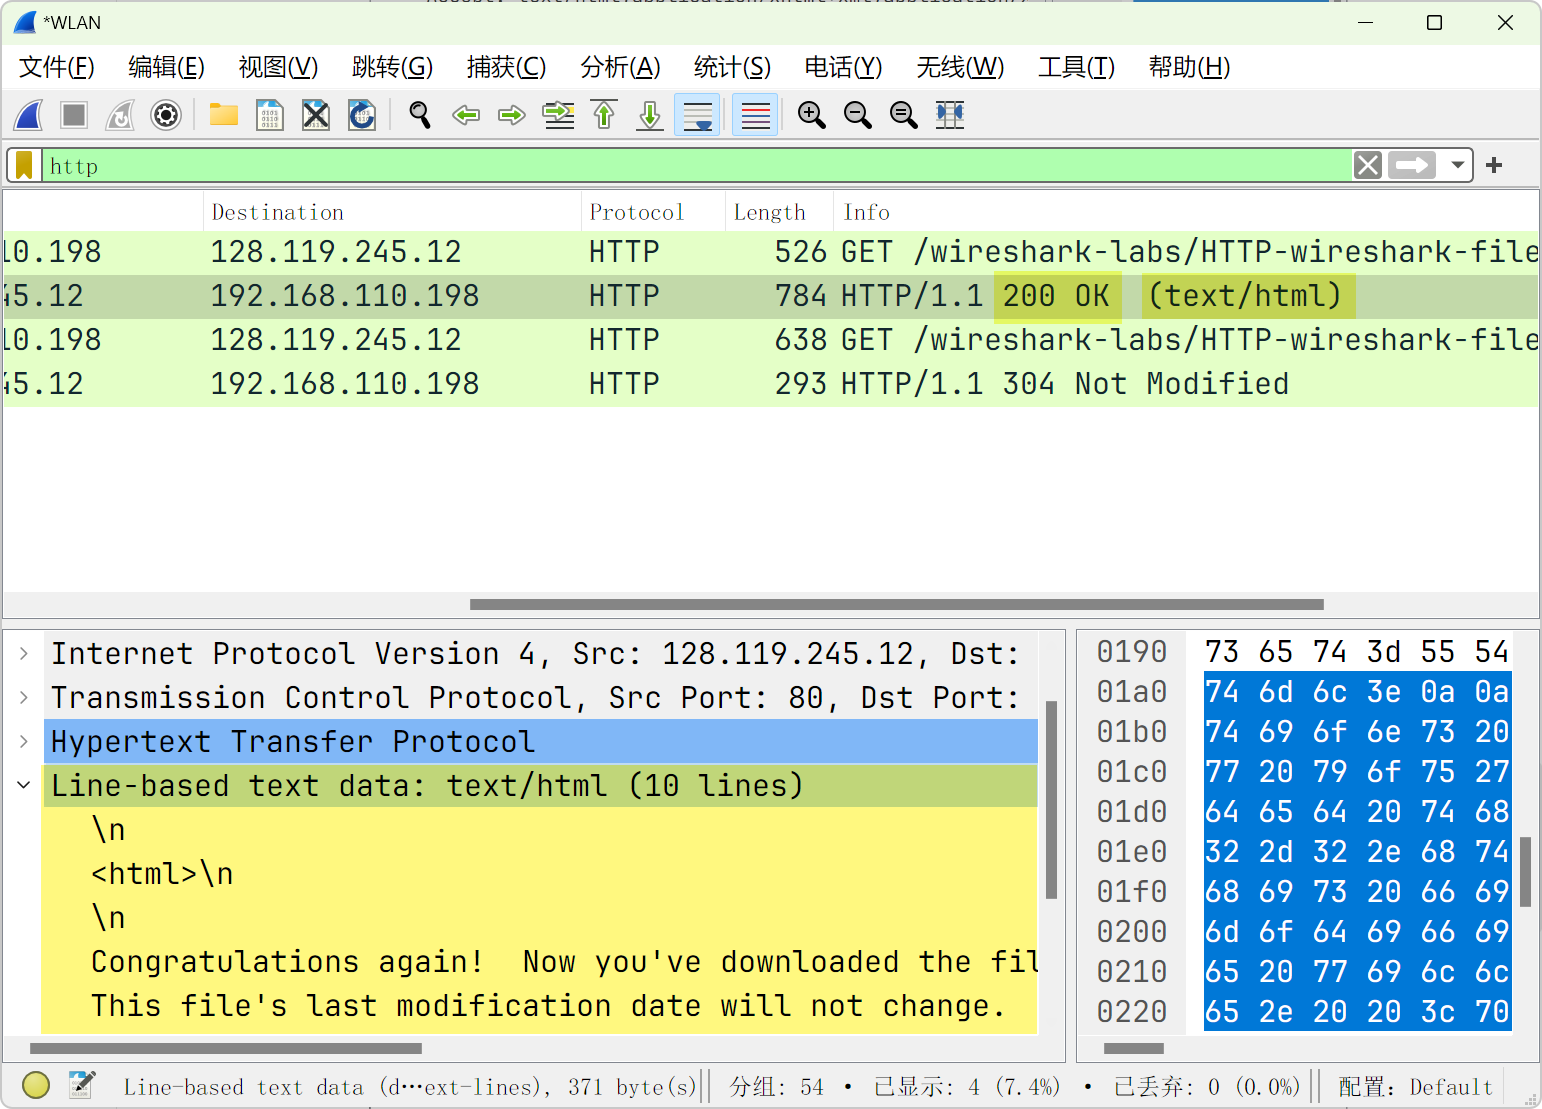 *WLAN
文件(F) 编辑(E) 视图(V) 跳转(G) 捕获(C) 分析(A) 统计(S) 电话(Y) 无线(W) 工具(T) 帮助(H)
http
Destination Protocol Length Info
10.198 128.119.245.12 HTTP 526 GET /wireshark-labs/HTTP-wireshark-file
45.12 192.168.110.198 HTTP 784 HTTP/1.1 200 OK (text/html)
10.198 128.119.245.12 HTTP 638 GET /wireshark-labs/HTTP-wireshark-file
45.12 192.168.110.198 HTTP 293 HTTP/1.1 304 Not Modified
Internet Protocol Version 4, Src: 128.119.245.12, Dst:
Transmission Control Protocol, Src Port: 80, Dst Port:
Hypertext Transfer Protocol
Line-based text data: text/html (10 lines)
\n
<html>\n
\n
Congratulations again!  Now you've downloaded the fil
This file's last modification date will not change.
0190 73 65 74 3d 55 54
01a0 74 6d 6c 3e 0a 0a
01b0 74 69 6f 6e 73 20
01c0 77 20 79 6f 75 27
01d0 64 65 64 20 74 68
01e0 32 2d 32 2e 68 74
01f0 68 69 73 20 66 69
0200 6d 6f 64 69 66 69
0210 65 20 77 69 6c 6c
0220 65 2e 20 20 3c 70
Line-based text data (d…ext-lines), 371 byte(s) 分组: 54 · 已显示: 4 (7.4%) · 已丢弃: 0 (0.0%) 配置: Default